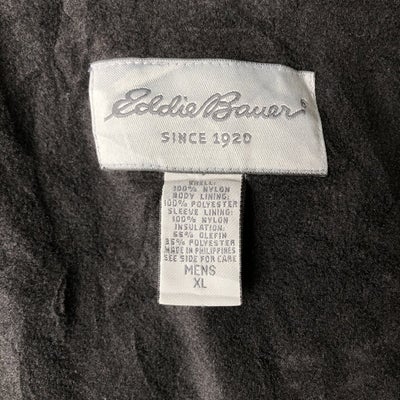 Eddie Bauer®
SINCE 1920
SHELL:
100% NYLON
BODY LINING:
100% POLYESTER
SLEEVE LINING:
100% NYLON
INSULATION:
65% OLEFIN
35% POLYESTER
MADE IN PHILIPPINES
SEE SIDE FOR CARE
MENS
XL